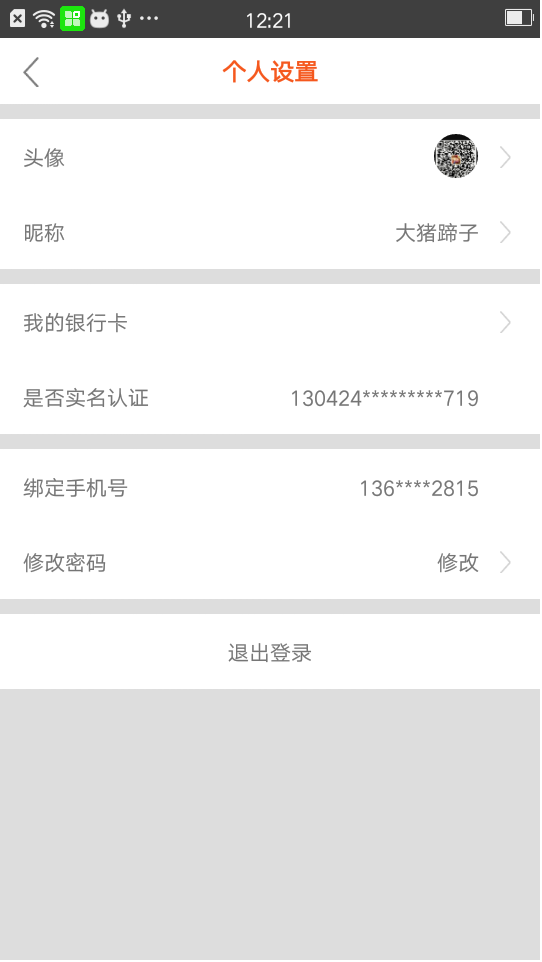 12:21
个人设置
头像
昵称 大猪蹄子
我的银行卡
是否实名认证 130424*********719
绑定手机号 136****2815
修改密码 修改
退出登录